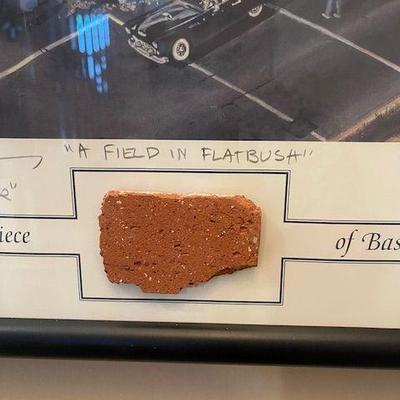 "A FIELD IN FLATBUSH"
iece
of Bas